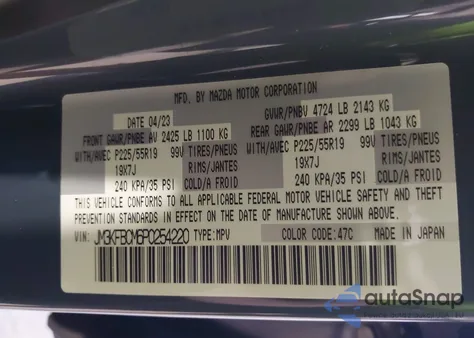 MFD. BY MAZDA MOTOR CORPORATION
DATE 04/23 GVWR/PNBV 4724 LB 2143 KG
FRONT GAWR/PNBE AV 2425 LB 1100 KG REAR GAWR/PNBE AR 2299 LB 1043 KG
WITH/AVEC P225/55R19 99V TIRES/PNEUS WITH/AVEC P225/55R19 99V TIRES/PNEUS
19X7J RIMS/JANTES 19X7J RIMS/JANTES
240 KPA/35 PSI COLD/A FROID 240 KPA/35 PSI COLD/A FROID
THIS VEHICLE CONFORMS TO ALL APPLICABLE FEDERAL MOTOR VEHICLE SAFETY AND THEFT
PREVENTION STANDARDS IN EFFECT ON THE DATE OF MANUFACTURE SHOWN ABOVE.
VIN: JM3KFBCM6P0254220 TYPE: MPV COLOR CODE: 47C MADE IN JAPAN
autoSnap